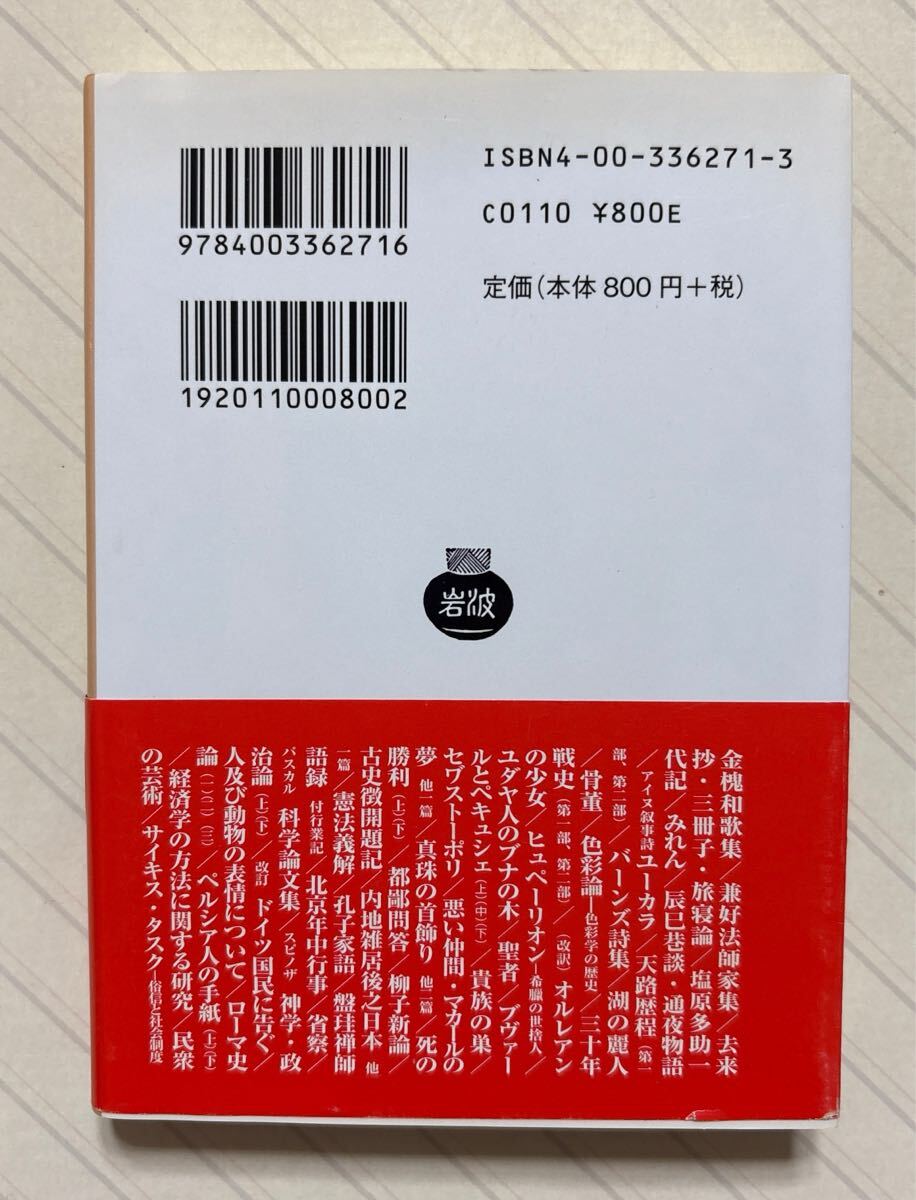 9784003362716
1920110008002
ISBN4-00-336271-3
C0110 ¥800E
定価(本体 800 円+税)
岩波
金槐和歌集/兼好法師家集/去来
抄・三冊子・旅寝論/塩原多助一
代記/みれん/辰巳巷談・通夜物語
/アイヌ叙事詩ユーカラ/天路歴程(第一
部、第二部)/バーンズ詩集/湖の麗人
/骨董/色彩論―色彩学の歴史/三十年
戦史(第一部、第二部)/(改訳)オルレアン
の少女/ヒュペーリオン―希臘の世捨人/
ユダヤ人のブナの木/聖者/ブヴァー
ルとペキュシェ(上)(中)(下)/貴族の巣/
セヴストーポリ/悪い仲間・マカールの
夢 他一篇/真珠の首飾り 他二篇/死の
勝利(上)(下)/都鄙問答/柳子新論/
古史徴開題記/内地雑居後之日本 他
一篇/憲法義解/孔子家語/盤珪禅師
語録 付行業記/北京年中行事/省察/
パスカル 科学論文集/スピノザ 神学・政
治論(上)(下)/改訂 ドイツ国民に告ぐ/
人及び動物の表情について/ローマ史
論(一)(二)(三)/ペルシア人の手紙(上)(下)
/経済学の方法に関する研究/民衆
の芸術/サイキス・タスク―俗信と社会制度